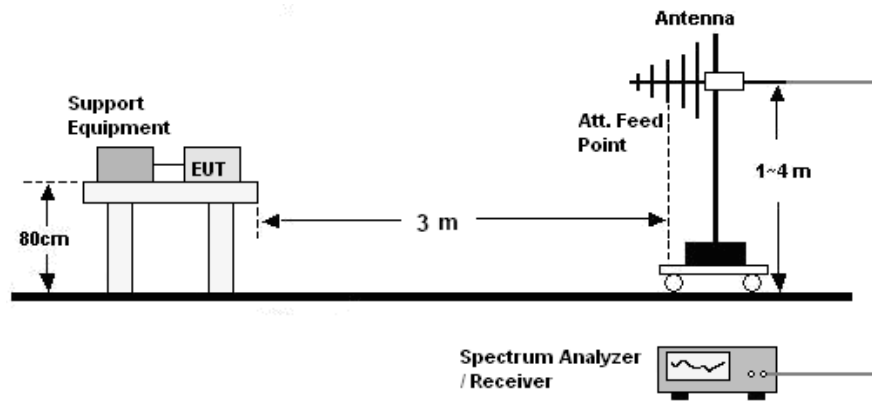 Antenna
Support
Equipment
EUT
Att. Feed
Point
1~4 m
3 m
80cm
Spectrum Analyzer
/ Receiver